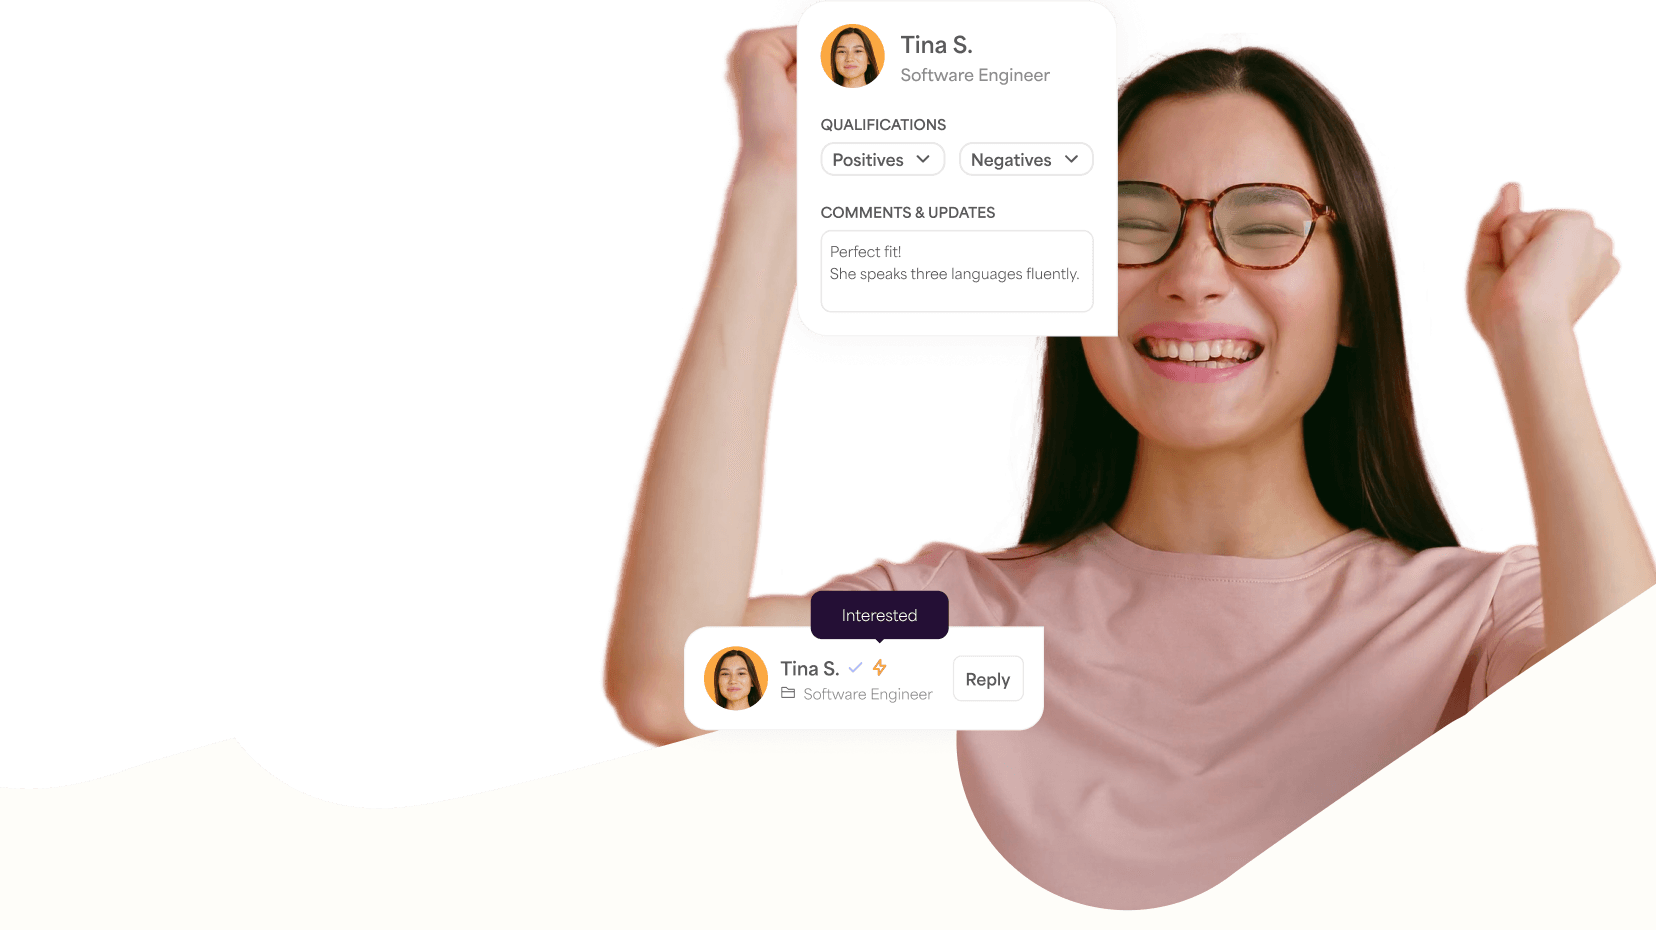 Tina S.
Software Engineer
QUALIFICATIONS
Positives
Negatives
COMMENTS & UPDATES
Perfect fit!
She speaks three languages fluently.
Interested
Tina S.
Software Engineer
Reply